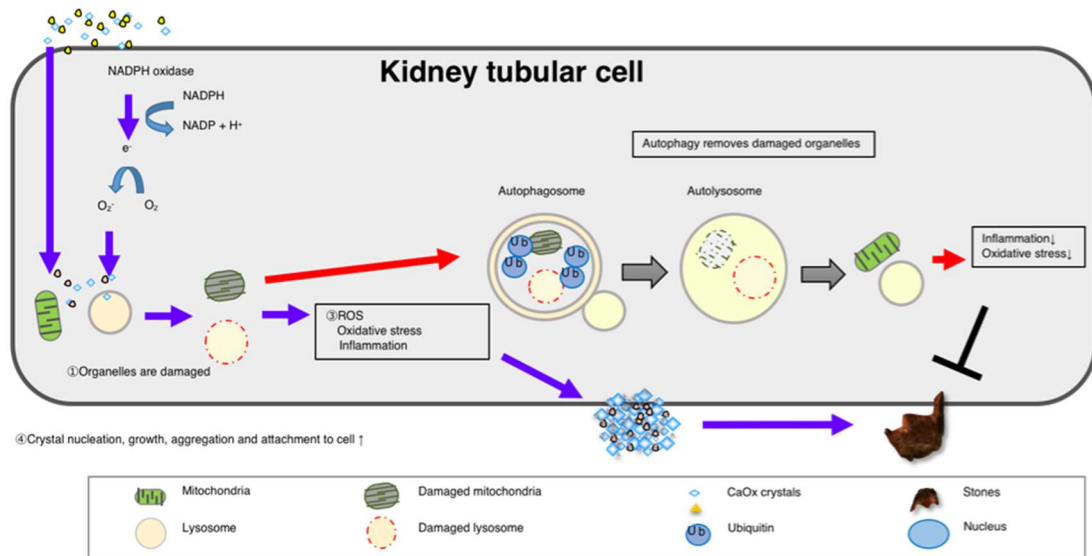 Kidney tubular cell
NADPH oxidase
NADPH
NADP + H⁺
e⁻
O₂⁻ O₂
Autophagy removes damaged organelles
Autophagosome
Autolysosome
Ub
Ub
Ub
Ub
Inflammation↓
Oxidative stress↓
③ROS
Oxidative stress
Inflammation
①Organelles are damaged
④Crystal nucleation, growth, aggregation and attachment to cell ↑
Mitochondria
Damaged mitochondria
CaOx crystals
Stones
Lysosome
Damaged lysosome
Ub
Ubiquitin
Nucleus